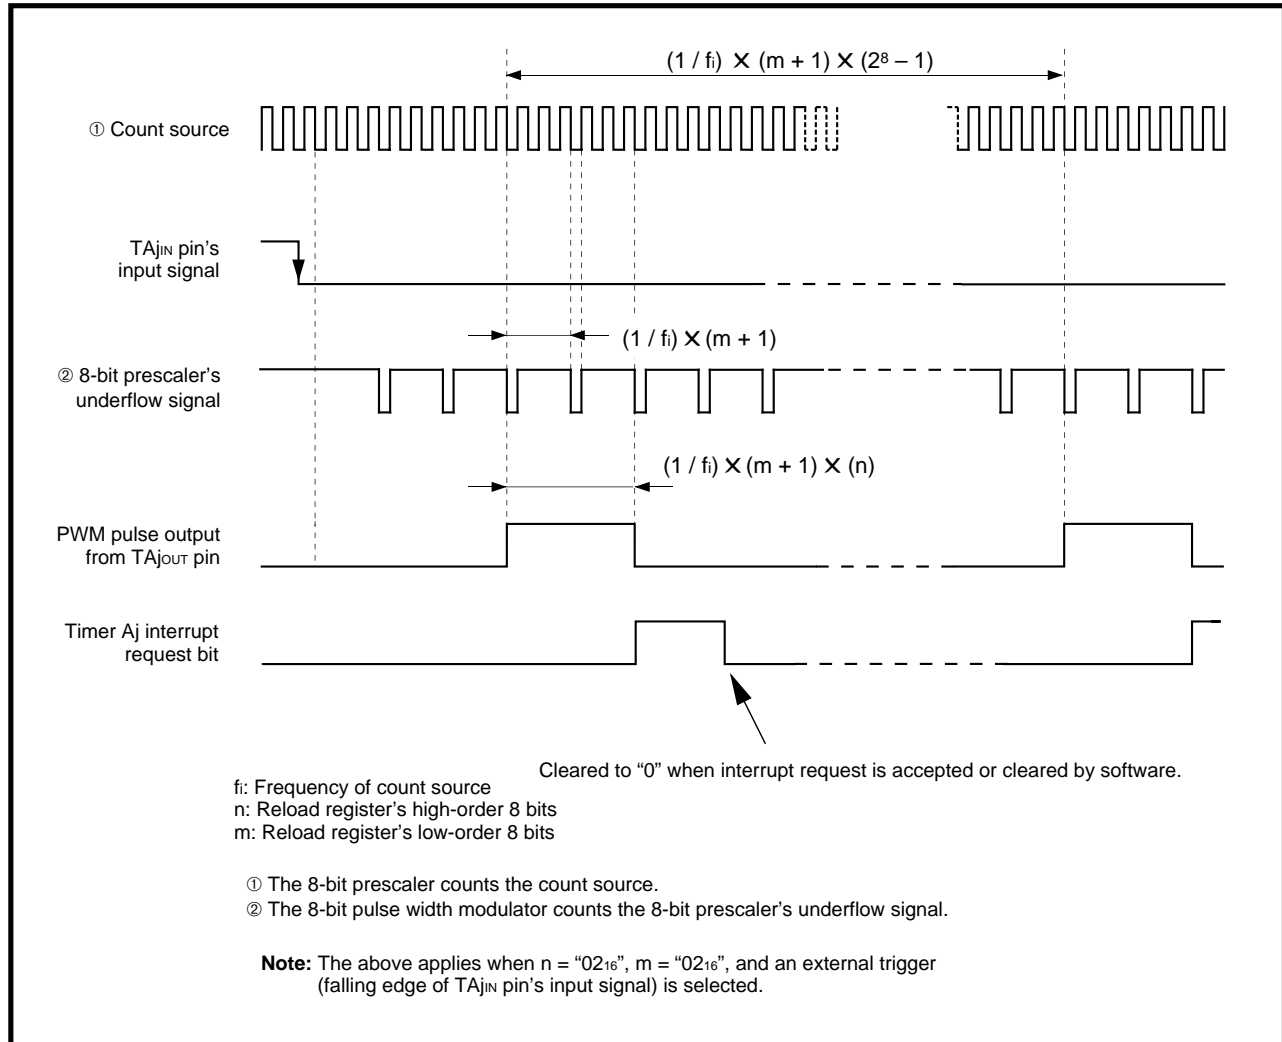 (1 / fi) × (m + 1) × (2⁸ – 1)
① Count source
TAjIN pin's
input signal
(1 / fi) × (m + 1)
② 8-bit prescaler's
underflow signal
(1 / fi) × (m + 1) × (n)
PWM pulse output
from TAjOUT pin
Timer Aj interrupt
request bit
Cleared to “0” when interrupt request is accepted or cleared by software.
fi: Frequency of count source
n: Reload register's high-order 8 bits
m: Reload register's low-order 8 bits
① The 8-bit prescaler counts the count source.
② The 8-bit pulse width modulator counts the 8-bit prescaler's underflow signal.
Note: The above applies when n = “02₁₆”, m = “02₁₆”, and an external trigger
(falling edge of TAjIN pin's input signal) is selected.